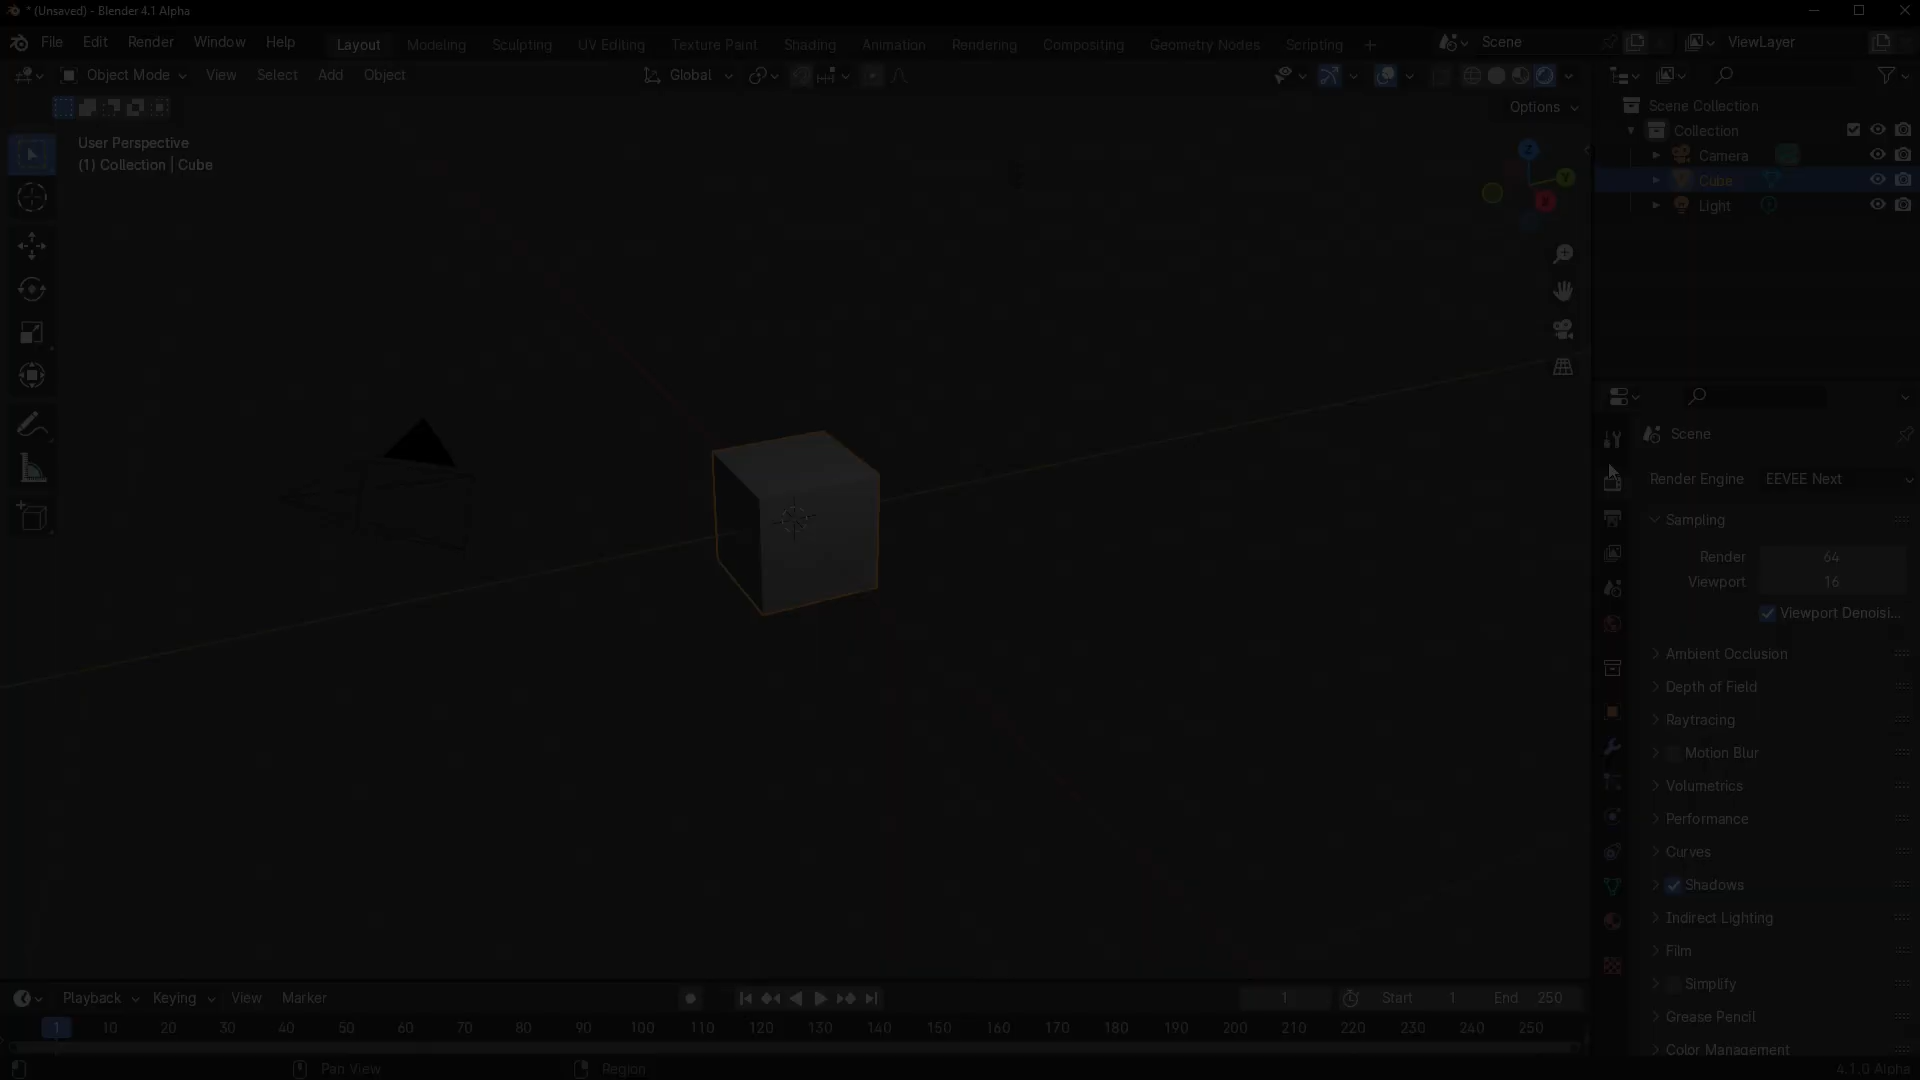 * (Unsaved) - Blender 4.1 Alpha
File Edit Render Window Help Layout Modeling Sculpting UV Editing Texture Paint Shading Animation Rendering Compositing Geometry Nodes Scripting + Scene ViewLayer
Object Mode View Select Add Object Global
Options
User Perspective
(1) Collection | Cube
Z
Y
X
Scene Collection
Collection
Camera
Cube
Light
Scene
Render Engine EEVEE Next
Sampling
Render 64
Viewport 16
Viewport Denoisi...
Ambient Occlusion
Depth of Field
Raytracing
Motion Blur
Volumetrics
Performance
Curves
Shadows
Indirect Lighting
Film
Simplify
Grease Pencil
Color Management
Playback Keying View Marker 1 Start 1 End 250
1 10 20 30 40 50 60 70 80 90 100 110 120 130 140 150 160 170 180 190 200 210 220 230 240 250
Pan View Region 4.1.0 Alpha